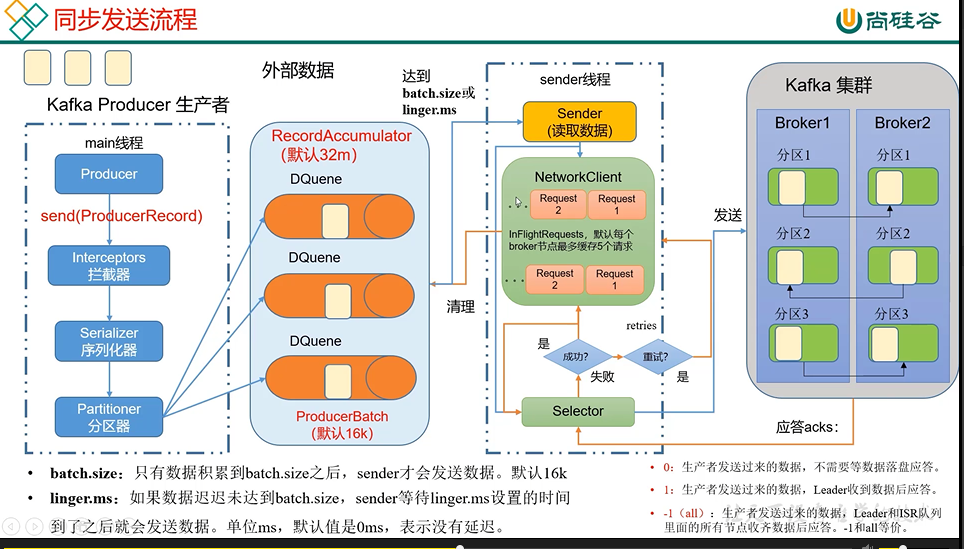 同步发送流程
尚硅谷
外部数据
Kafka Producer 生产者
main线程
Producer
send(ProducerRecord)
Interceptors
拦截器
Serializer
序列化器
Partitioner
分区器
RecordAccumulator
(默认32m)
DQuene
DQuene
DQuene
ProducerBatch
(默认16k)
达到
batch.size或
linger.ms
清理
sender线程
Sender
(读取数据)
NetworkClient
...
Request
2
Request
1
InFlightRequests，默认每个
broker节点最多缓存5个请求
...
Request
2
Request
1
retries
是
成功?
重试?
失败
是
Selector
发送
Kafka 集群
Broker1
Broker2
分区1
分区1
分区2
分区2
分区3
分区3
应答acks：
• batch.size：只有数据积累到batch.size之后，sender才会发送数据。默认16k
• linger.ms：如果数据迟迟未达到batch.size，sender等待linger.ms设置的时间
到了之后就会发送数据。单位ms，默认值是0ms，表示没有延迟。
• 0：生产者发送过来的数据，不需要等数据落盘应答。
• 1：生产者发送过来的数据，Leader收到数据后应答。
• -1（all）：生产者发送过来的数据，Leader和ISR队列
里面的所有节点收齐数据后应答。-1和all等价。